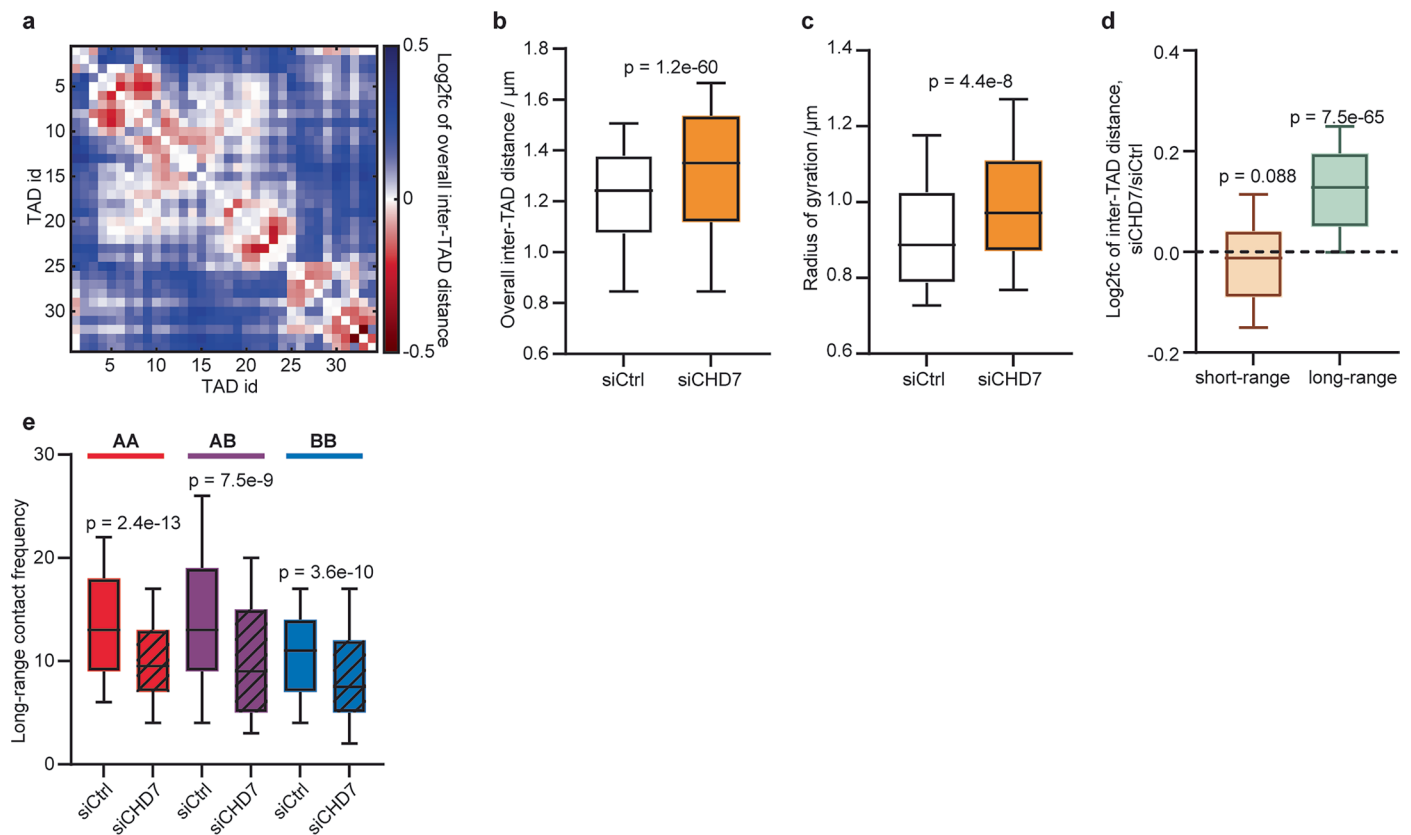 a
0.5
0
-0.5
Log2fc of overall inter-TAD distance
5
10
15
20
25
30
TAD id
5 10 15 20 25 30
TAD id
b
1.8
1.6
1.4
1.2
1.0
0.8
0.6
Overall inter-TAD distance / μm
p = 1.2e-60
siCtrl siCHD7
c
1.4
1.2
1.0
0.8
0.6
Radius of gyration /μm
p = 4.4e-8
siCtrl siCHD7
d
0.4
0.2
0.0
-0.2
Log2fc of inter-TAD distance,
siCHD7/siCtrl
p = 7.5e-65
p = 0.088
short-range long-range
e
AA AB BB
30
20
10
0
Long-range contact frequency
p = 2.4e-13
p = 7.5e-9
p = 3.6e-10
siCtrl siCHD7 siCtrl siCHD7 siCtrl siCHD7